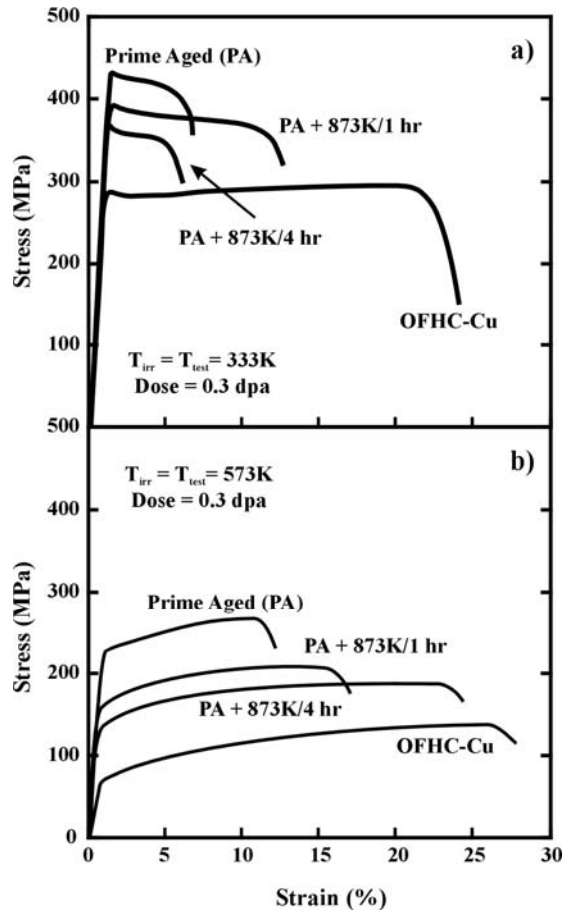 500
Prime Aged (PA)
a)
400
PA + 873K/1 hr
300
PA + 873K/4 hr
200
OFHC-Cu
100
T_irr = T_test = 333K
Dose = 0.3 dpa
Stress (MPa)
500
b)
T_irr = T_test = 573K
Dose = 0.3 dpa
400
300
Prime Aged (PA)
PA + 873K/1 hr
200
PA + 873K/4 hr
100
OFHC-Cu
0
Stress (MPa)
0 5 10 15 20 25 30
Strain (%)